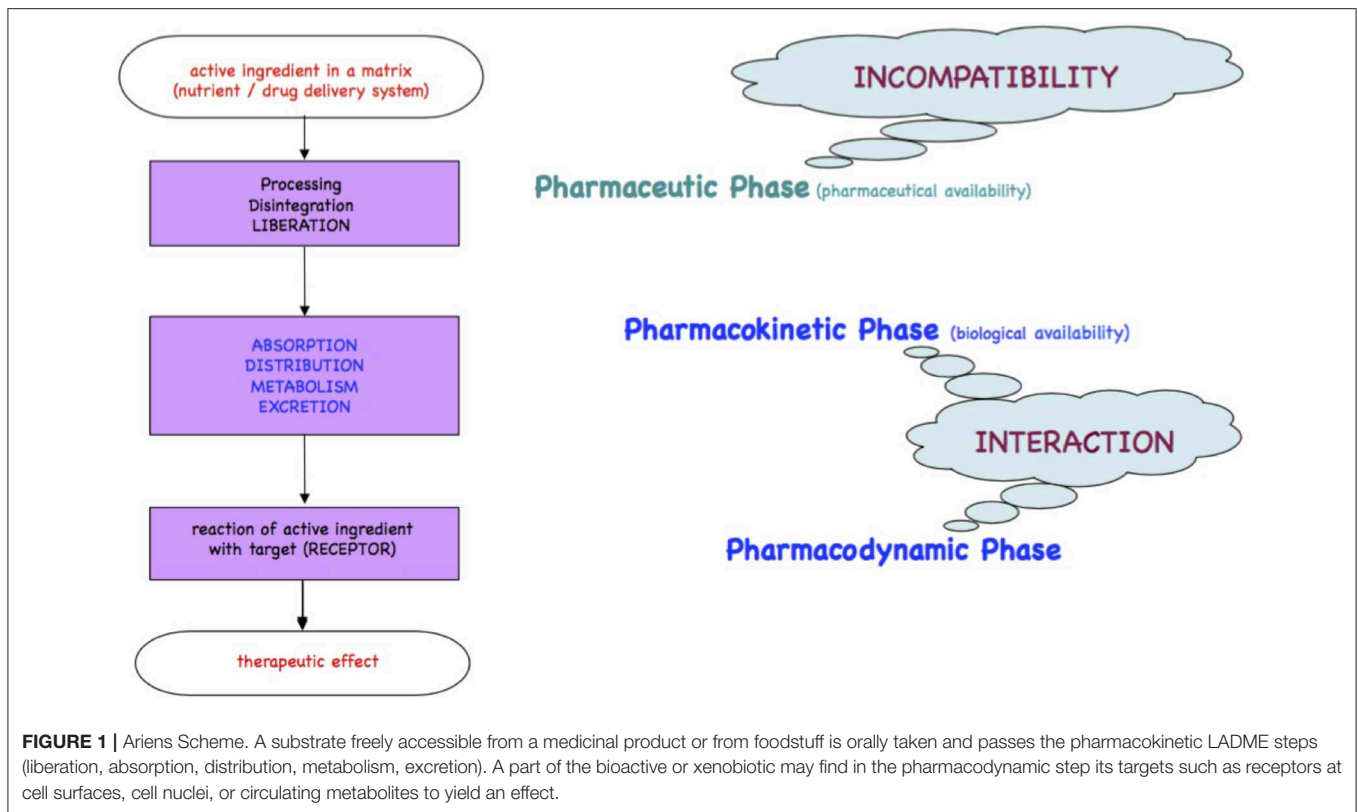 active ingredient in a matrix
(nutrient / drug delivery system)
Processing
Disintegration
LIBERATION
ABSORPTION
DISTRIBUTION
METABOLISM
EXCRETION
reaction of active ingredient
with target (RECEPTOR)
therapeutic effect
INCOMPATIBILITY
Pharmaceutic Phase (pharmaceutical availability)
Pharmacokinetic Phase (biological availability)
INTERACTION
Pharmacodynamic Phase
FIGURE 1 | Ariens Scheme. A substrate freely accessible from a medicinal product or from foodstuff is orally taken and passes the pharmacokinetic LADME steps
(liberation, absorption, distribution, metabolism, excretion). A part of the bioactive or xenobiotic may find in the pharmacodynamic step its targets such as receptors at
cell surfaces, cell nuclei, or circulating metabolites to yield an effect.